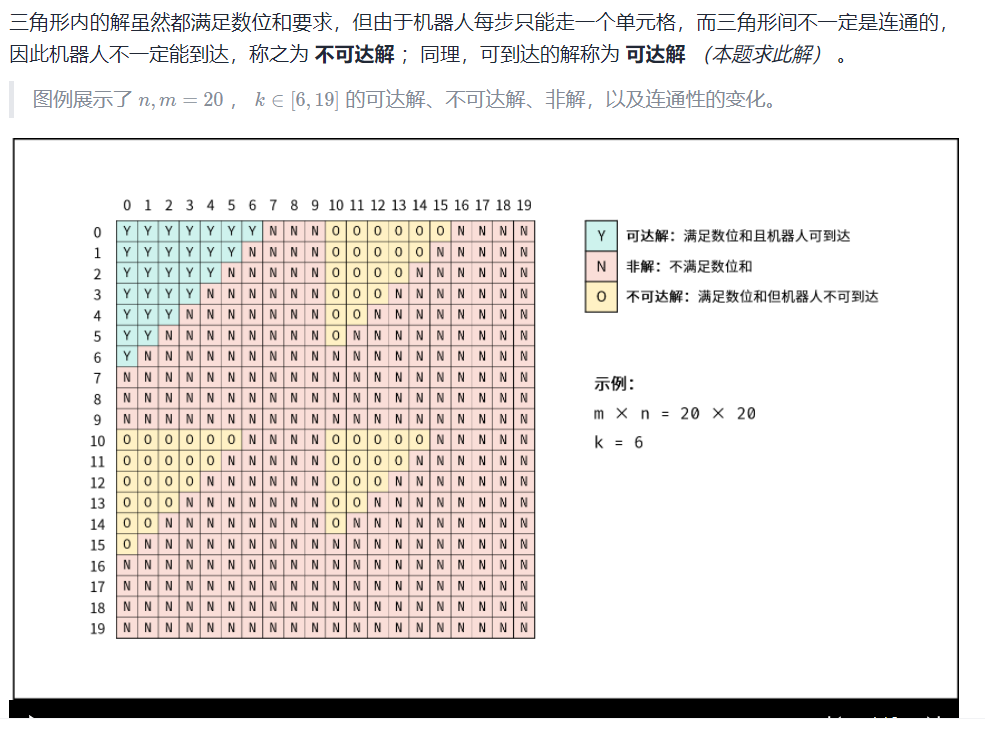 三角形内的解虽然都满足数位和要求，但由于机器人每步只能走一个单元格，而三角形间不一定是连通的，
因此机器人不一定能到达，称之为 不可达解 ；同理，可到达的解称为 可达解 （本题求此解） 。
图例展示了 n, m = 20 ， k ∈ [6, 19] 的可达解、不可达解、非解，以及连通性的变化。
0 1 2 3 4 5 6 7 8 9 10 11 12 13 14 15 16 17 18 19
0 Y Y Y Y Y Y Y N N N O O O O O O N N N N
1 Y Y Y Y Y Y N N N N O O O O O N N N N N
2 Y Y Y Y Y N N N N N O O O O N N N N N N
3 Y Y Y Y N N N N N N O O O N N N N N N N
4 Y Y Y N N N N N N N O O N N N N N N N N
5 Y Y N N N N N N N N O N N N N N N N N N
6 Y N N N N N N N N N N N N N N N N N N N
7 N N N N N N N N N N N N N N N N N N N N
8 N N N N N N N N N N N N N N N N N N N N
9 N N N N N N N N N N N N N N N N N N N N
10 O O O O O O N N N N O O O O O N N N N N
11 O O O O O N N N N N O O O O N N N N N N
12 O O O O N N N N N N O O O N N N N N N N
13 O O O N N N N N N N O O N N N N N N N N
14 O O N N N N N N N N O N N N N N N N N N
15 O N N N N N N N N N N N N N N N N N N N
16 N N N N N N N N N N N N N N N N N N N N
17 N N N N N N N N N N N N N N N N N N N N
18 N N N N N N N N N N N N N N N N N N N N
19 N N N N N N N N N N N N N N N N N N N N
Y 可达解：满足数位和且机器人可到达
N 非解：不满足数位和
O 不可达解：满足数位和但机器人不可到达
示例：
m × n = 20 × 20
k = 6